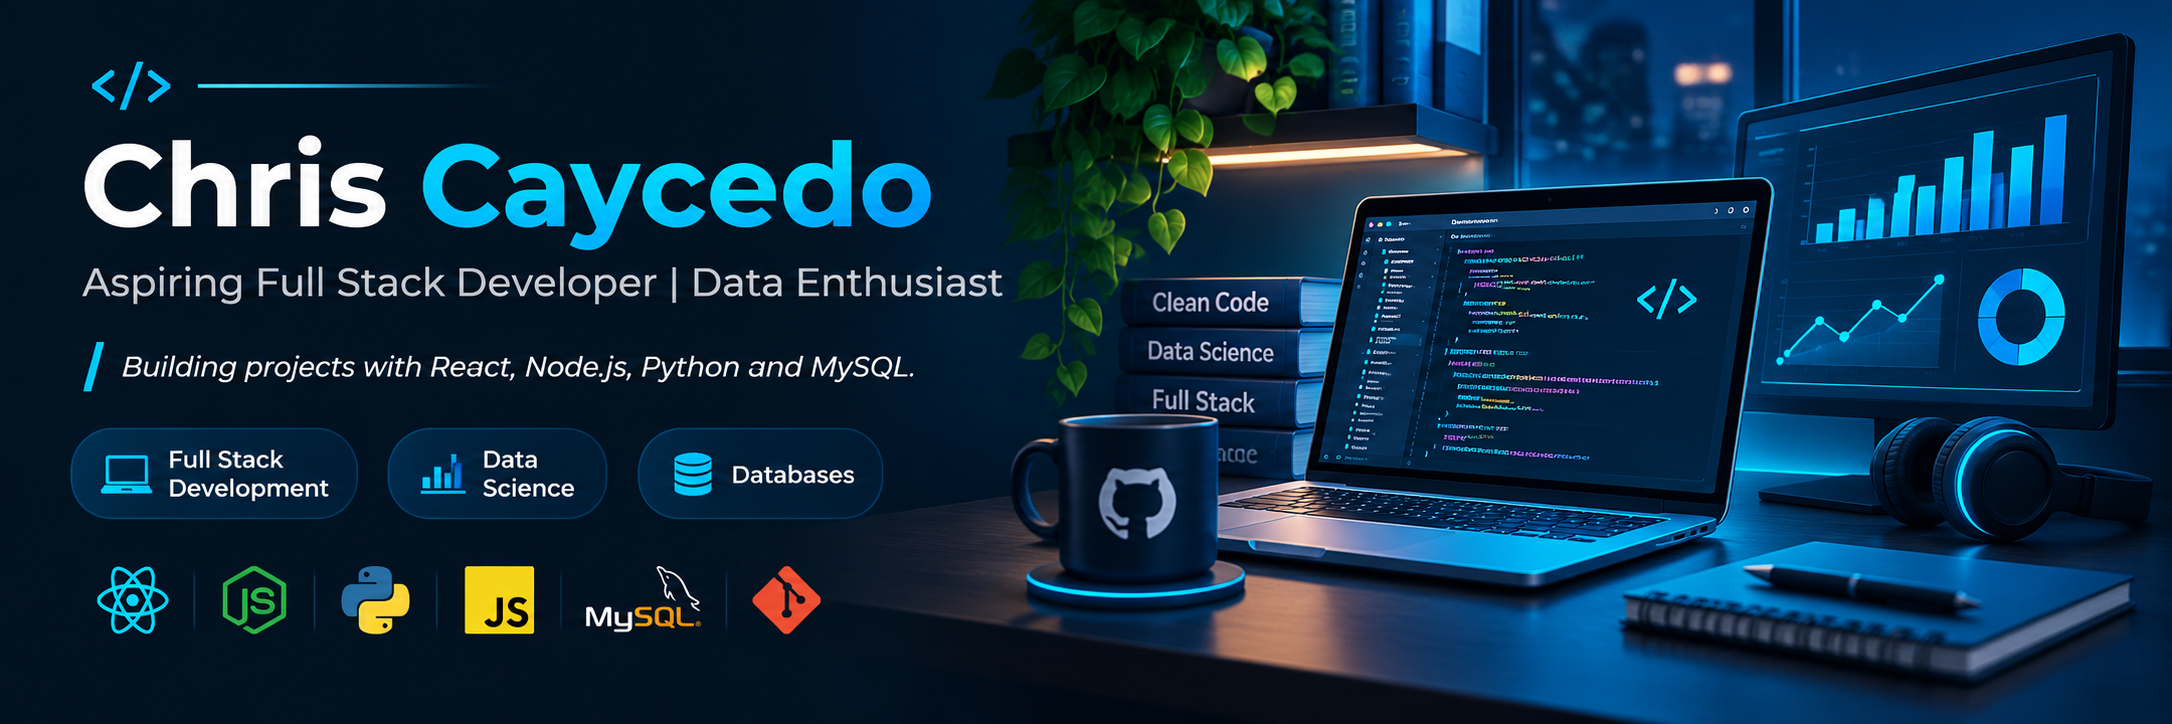 </>
Chris Caycedo
Aspiring Full Stack Developer | Data Enthusiast
Building projects with React, Node.js, Python and MySQL.
Full Stack
Development
Data
Science
Databases
JS
JS
MySQL
Clean Code
Data Science
Full Stack
</>